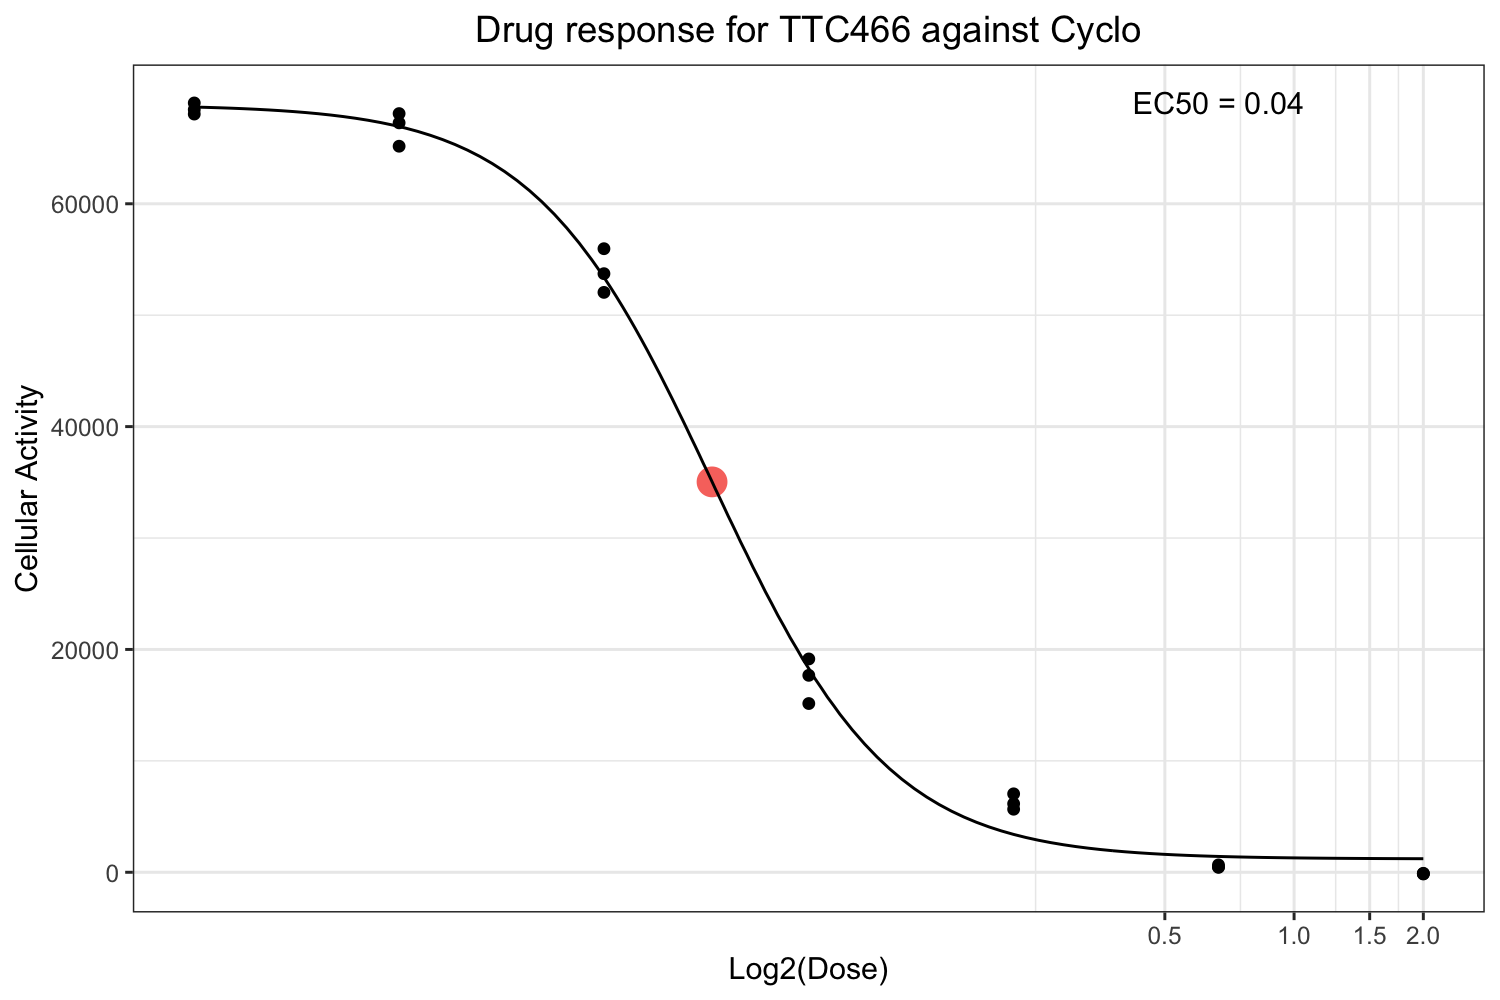 Drug response for TTC466 against Cyclo
EC50 = 0.04
Cellular Activity
60000
40000
20000
0
0.5 1.0 1.5 2.0
Log2(Dose)